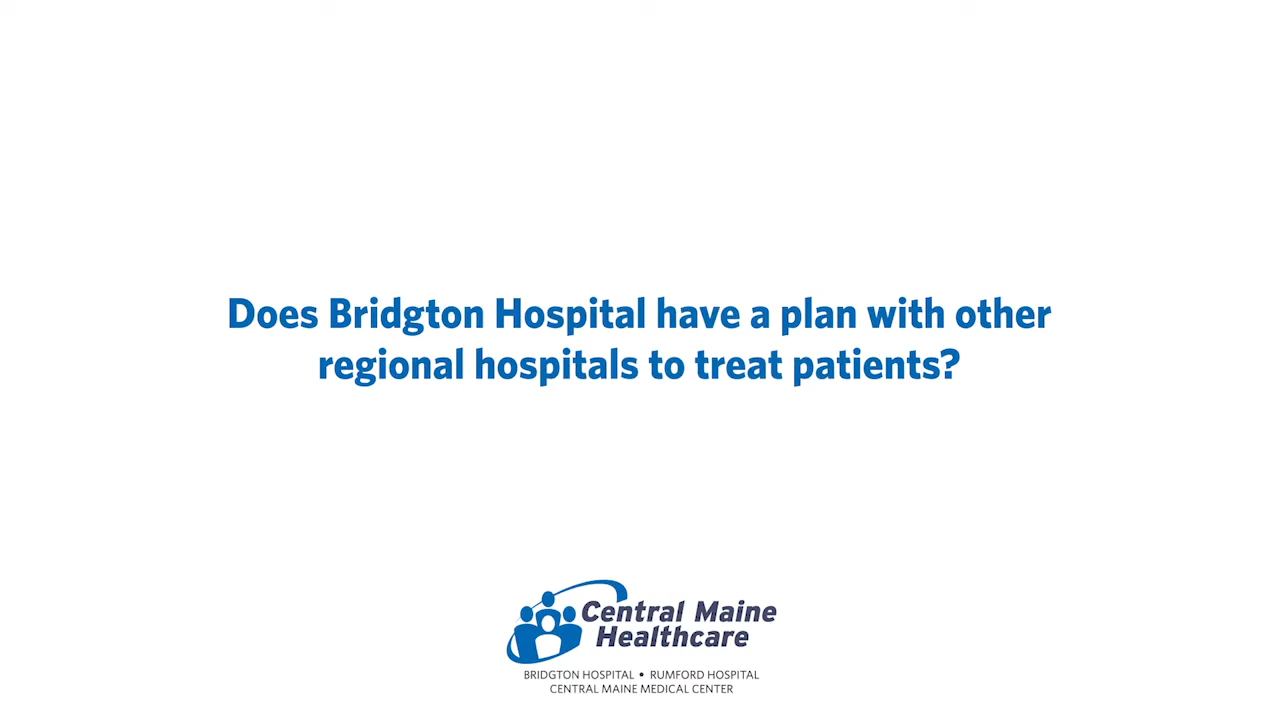 Does Bridgton Hospital have a plan with other
regional hospitals to treat patients?
Central Maine
Healthcare
BRIDGTON HOSPITAL • RUMFORD HOSPITAL
CENTRAL MAINE MEDICAL CENTER